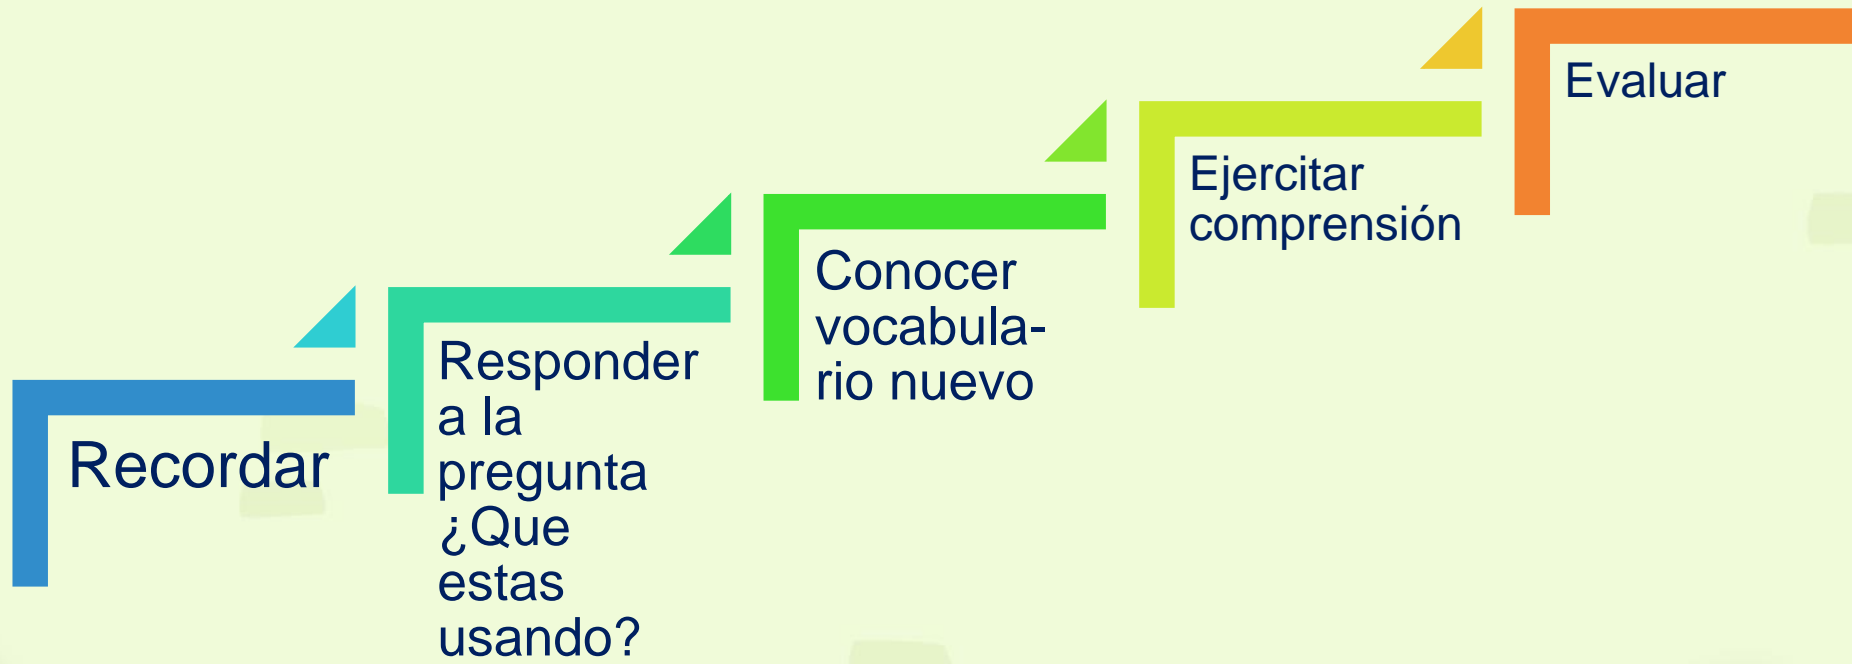 Recordar
Responder
a la
pregunta
¿Que
estas
usando?
Conocer
vocabula-
rio nuevo
Ejercitar
comprensión
Evaluar